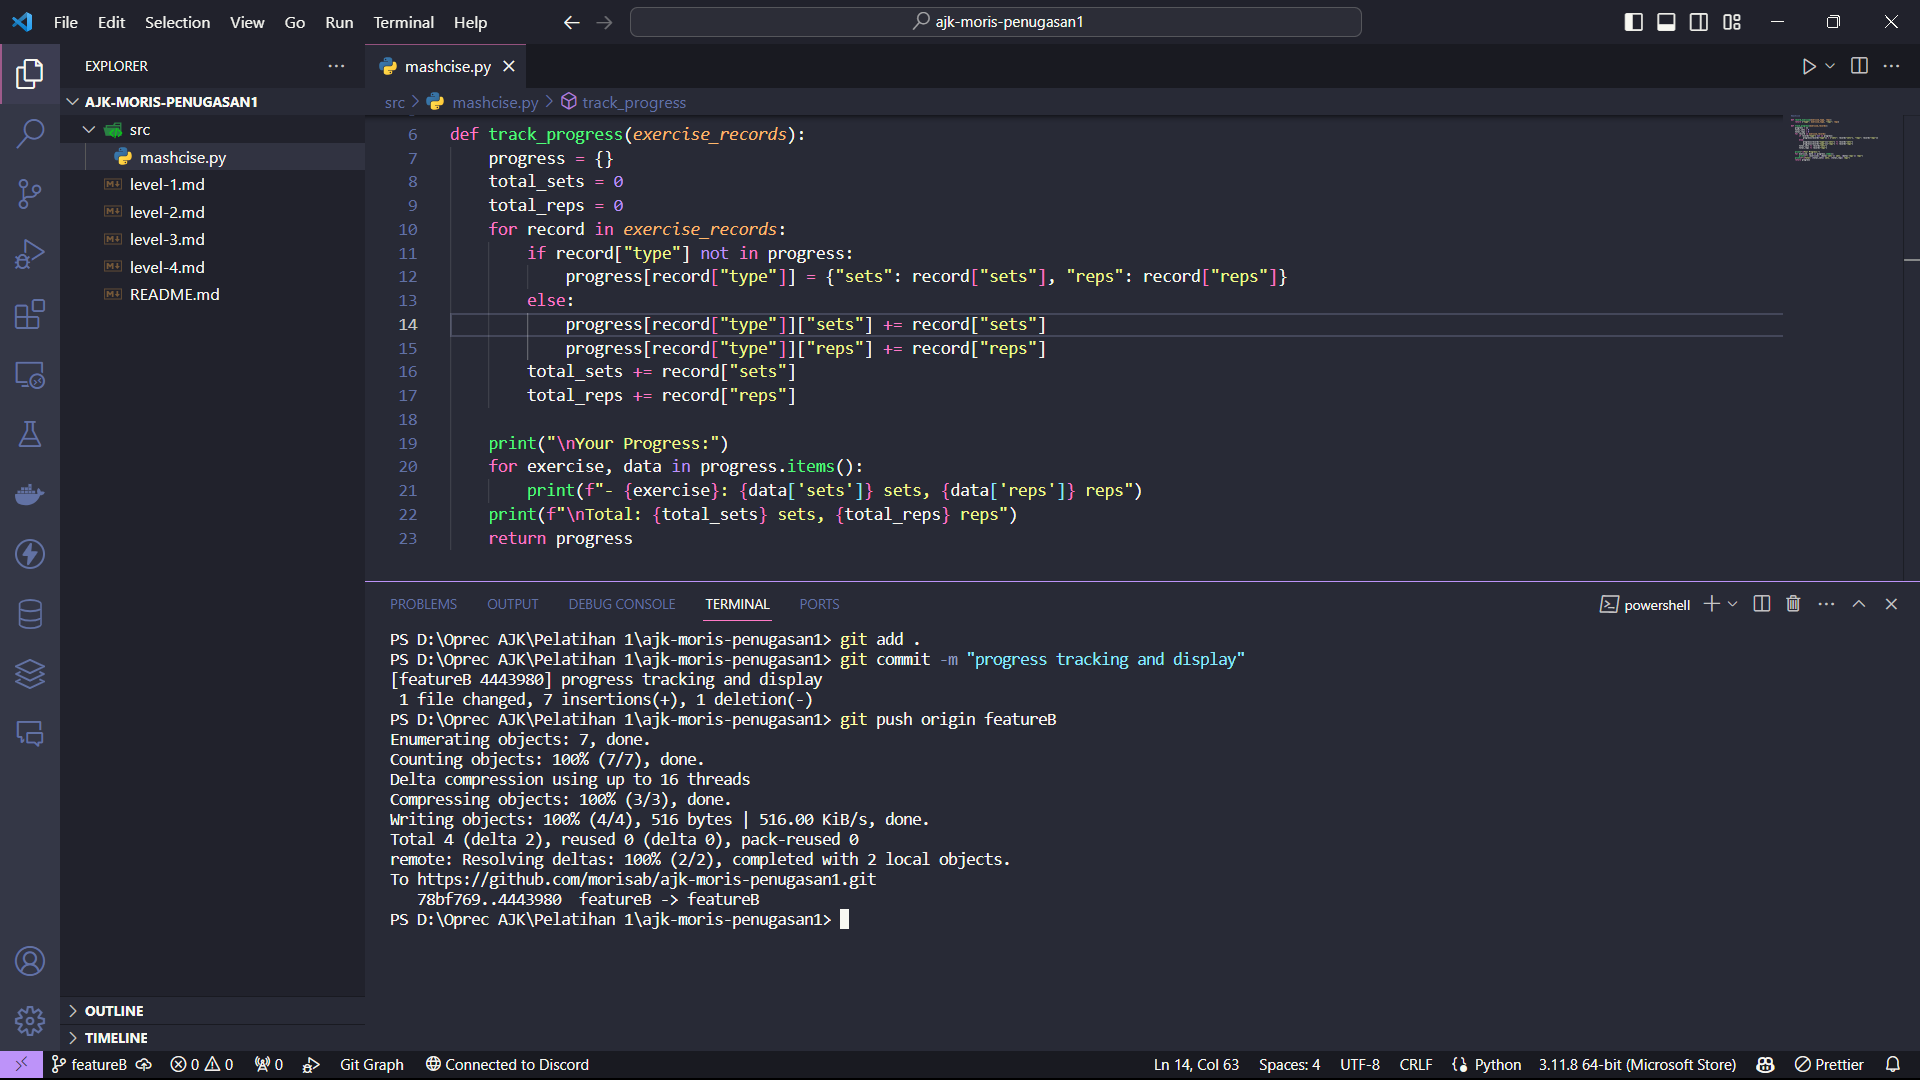 File Edit Selection View Go Run Terminal Help
ajk-moris-penugasan1
EXPLORER
AJK-MORIS-PENUGASAN1
src
mashcise.py
level-1.md
level-2.md
level-3.md
level-4.md
README.md
OUTLINE
TIMELINE
mashcise.py
src > mashcise.py > track_progress
6 def track_progress(exercise_records):
7 progress = {}
8 total_sets = 0
9 total_reps = 0
10 for record in exercise_records:
11 if record["type"] not in progress:
12 progress[record["type"]] = {"sets": record["sets"], "reps": record["reps"]}
13 else:
14 progress[record["type"]]["sets"] += record["sets"]
15 progress[record["type"]]["reps"] += record["reps"]
16 total_sets += record["sets"]
17 total_reps += record["reps"]
18
19 print("\nYour Progress:")
20 for exercise, data in progress.items():
21 print(f"- {exercise}: {data['sets']} sets, {data['reps']} reps")
22 print(f"\nTotal: {total_sets} sets, {total_reps} reps")
23 return progress
PROBLEMS OUTPUT DEBUG CONSOLE TERMINAL PORTS
powershell
PS D:\Oprec AJK\Pelatihan 1\ajk-moris-penugasan1> git add .
PS D:\Oprec AJK\Pelatihan 1\ajk-moris-penugasan1> git commit -m "progress tracking and display"
[featureB 4443980] progress tracking and display
1 file changed, 7 insertions(+), 1 deletion(-)
PS D:\Oprec AJK\Pelatihan 1\ajk-moris-penugasan1> git push origin featureB
Enumerating objects: 7, done.
Counting objects: 100% (7/7), done.
Delta compression using up to 16 threads
Compressing objects: 100% (3/3), done.
Writing objects: 100% (4/4), 516 bytes | 516.00 KiB/s, done.
Total 4 (delta 2), reused 0 (delta 0), pack-reused 0
remote: Resolving deltas: 100% (2/2), completed with 2 local objects.
To https://github.com/morisab/ajk-moris-penugasan1.git
78bf769..4443980 featureB -> featureB
PS D:\Oprec AJK\Pelatihan 1\ajk-moris-penugasan1>
featureB 0 0 0 Git Graph Connected to Discord Ln 14, Col 63 Spaces: 4 UTF-8 CRLF Python 3.11.8 64-bit (Microsoft Store) Prettier